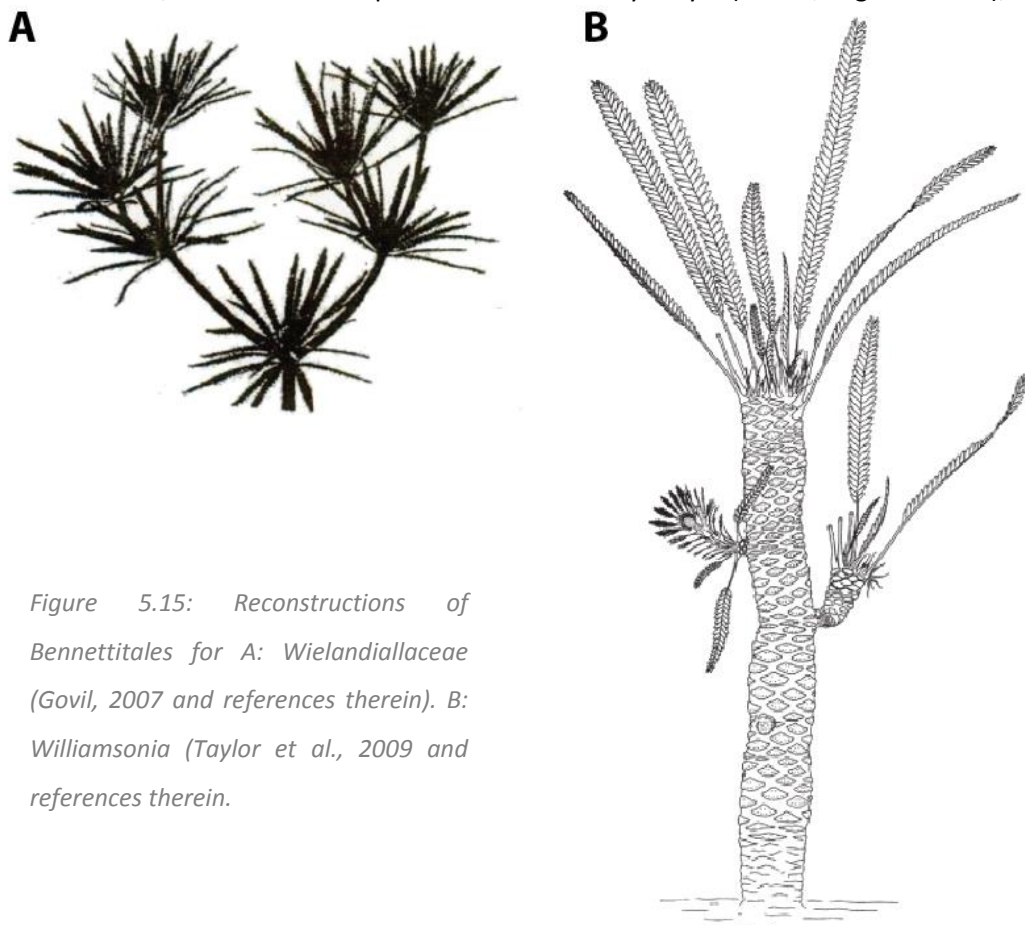 A
B
Figure 5.15: Reconstructions of
Bennettitales for A: Wielandiallaceae
(Govil, 2007 and references therein). B:
Williamsonia (Taylor et al., 2009 and
references therein.